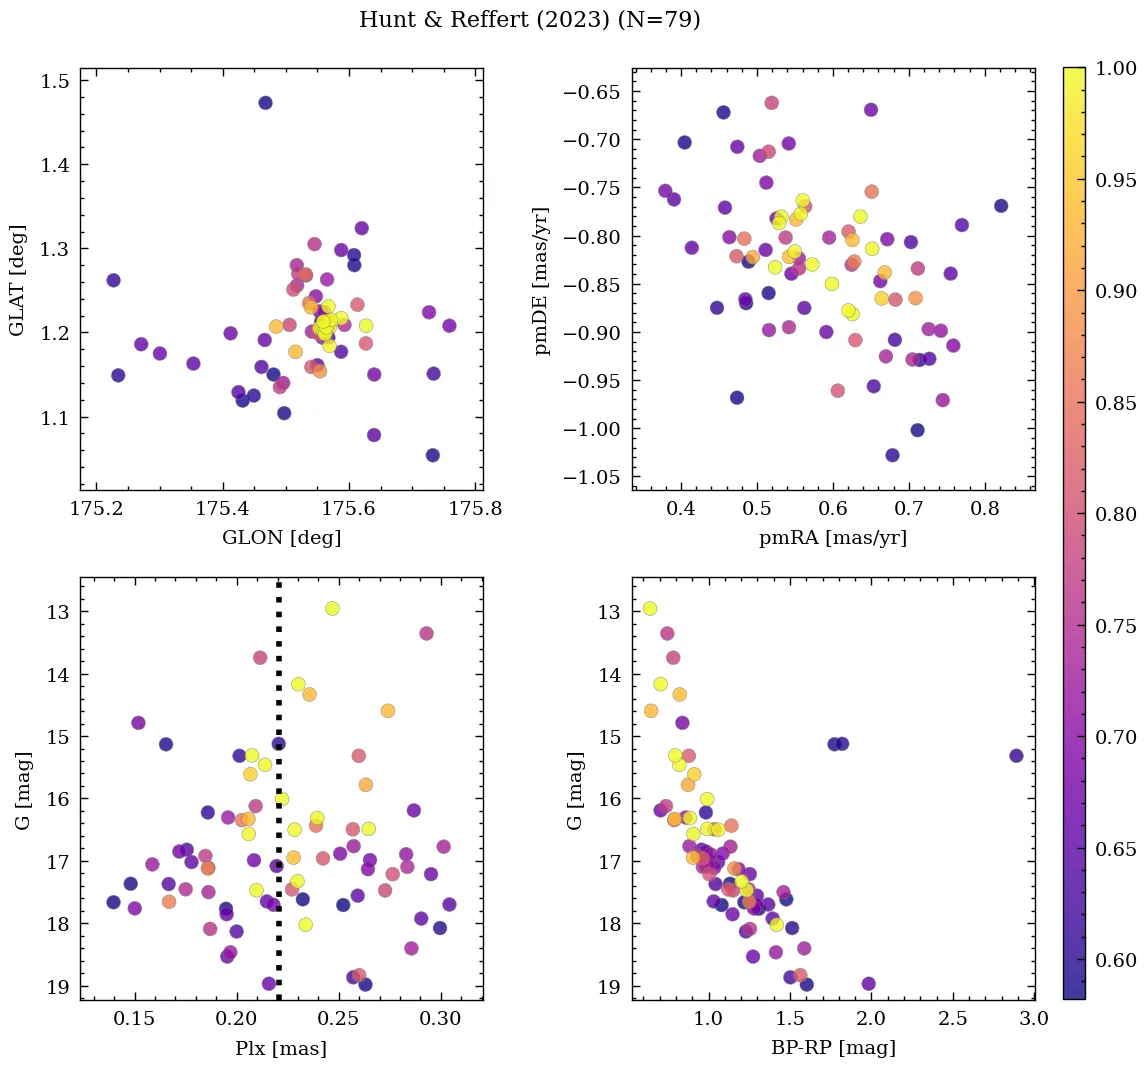 Hunt & Reffert (2023) (N=79)
1.5
1.4
1.3
1.2
1.1
GLAT [deg]
175.2 175.4 175.6 175.8
GLON [deg]
−0.65
−0.70
−0.75
−0.80
−0.85
−0.90
−0.95
−1.00
−1.05
pmDE [mas/yr]
0.4 0.5 0.6 0.7 0.8
pmRA [mas/yr]
13
14
15
16
17
18
19
G [mag]
0.15 0.20 0.25 0.30
Plx [mas]
13
14
15
16
17
18
19
G [mag]
1.0 1.5 2.0 2.5 3.0
BP-RP [mag]
1.00
0.95
0.90
0.85
0.80
0.75
0.70
0.65
0.60